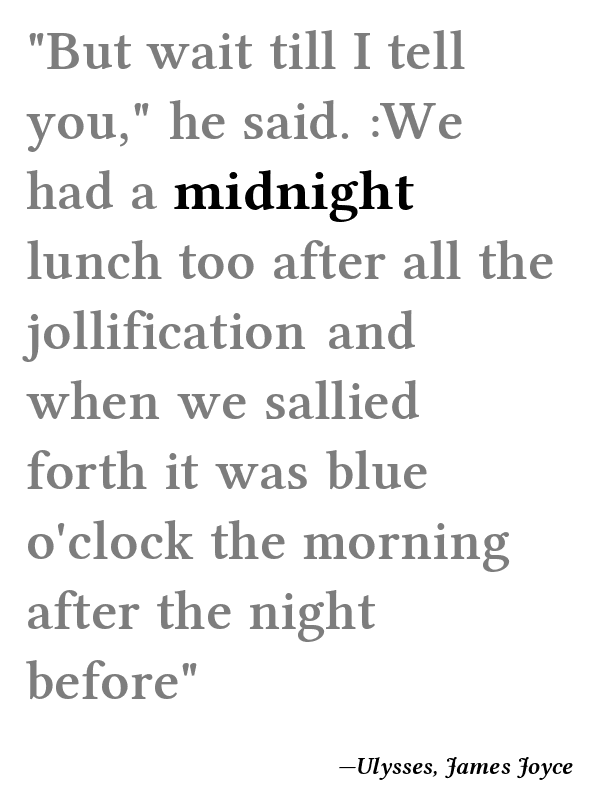 "But wait till I tell
you," he said. :We
had a midnight
lunch too after all the
jollification and
when we sallied
forth it was blue
o'clock the morning
after the night
before"
—Ulysses, James Joyce